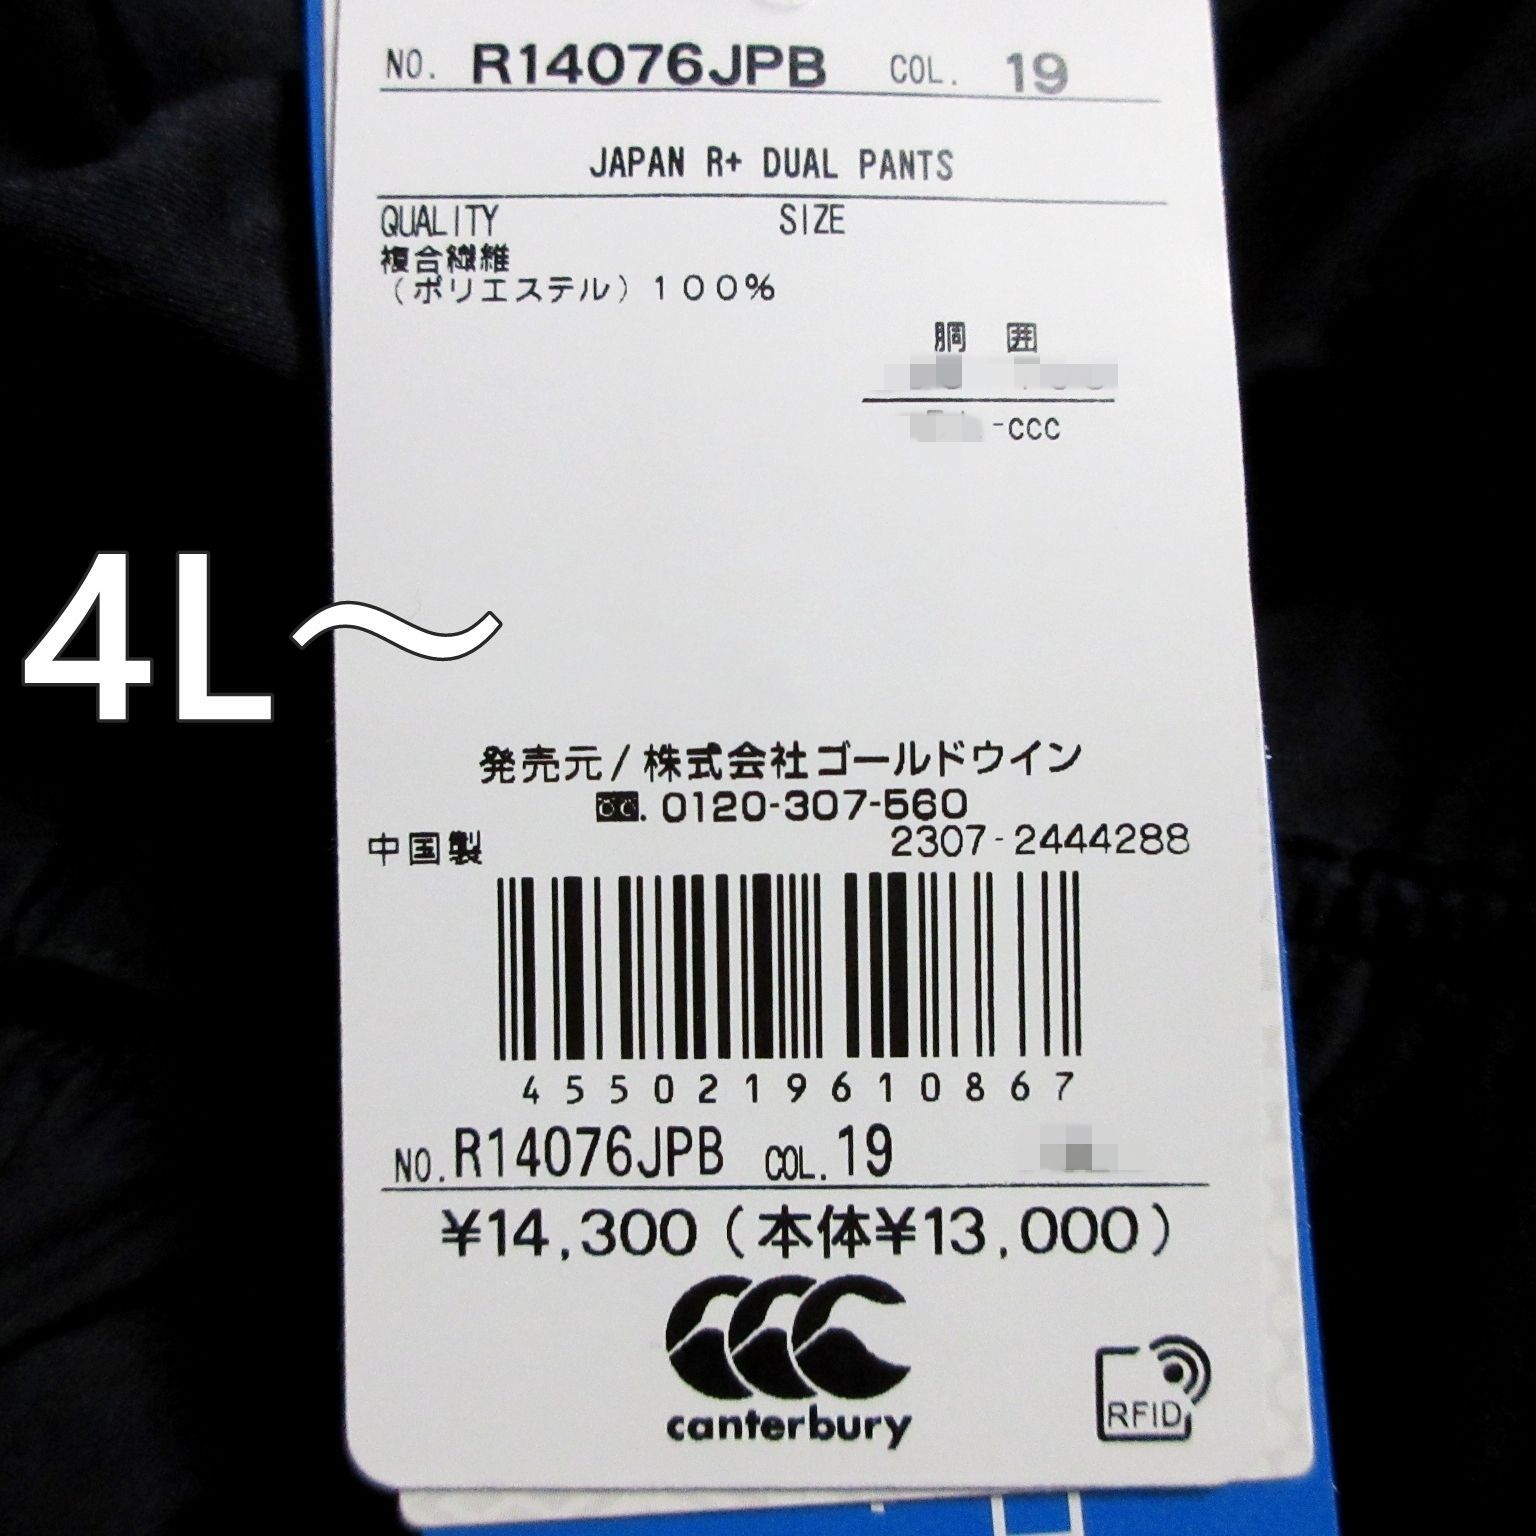 NO. R14076JPB COL. 19
JAPAN R+ DUAL PANTS
QUALITY SIZE
複合繊維
（ポリエステル）１００％
胴 囲
-CCC
4L～
発売元/株式会社ゴールドウイン
0120-307-560
中国製 2307-2444288
4550219610867
NO. R14076JPB COL. 19
¥14,300(本体¥13,000)
canterbury
RFID